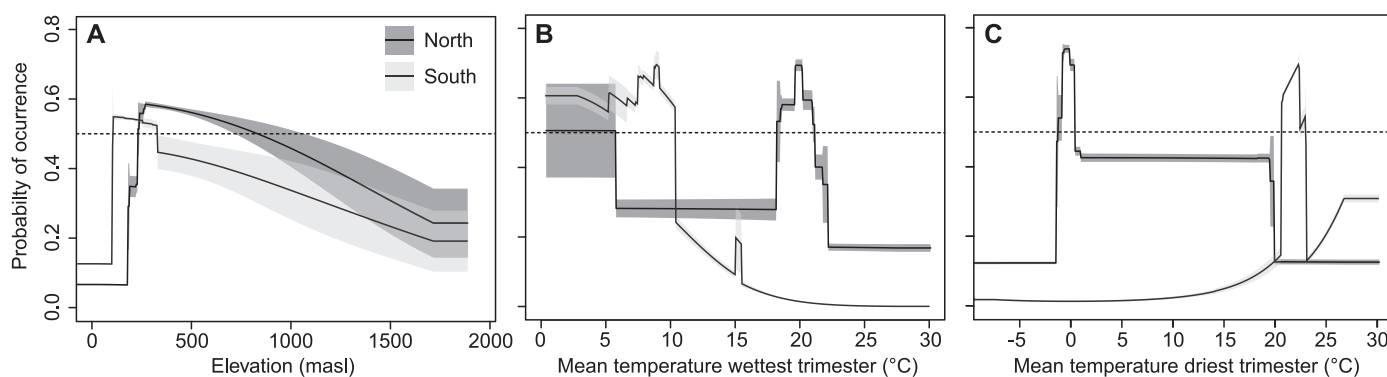 A
North
South
B
C
0.8
0.6
0.4
0.2
0.0
Probabilty of ocurrence
0 500 1000 1500 2000
0 5 10 15 20 25 30
-5 0 5 10 15 20 25 30
Elevation (masl)
Mean temperature wettest trimester (°C)
Mean temperature driest trimester (°C)